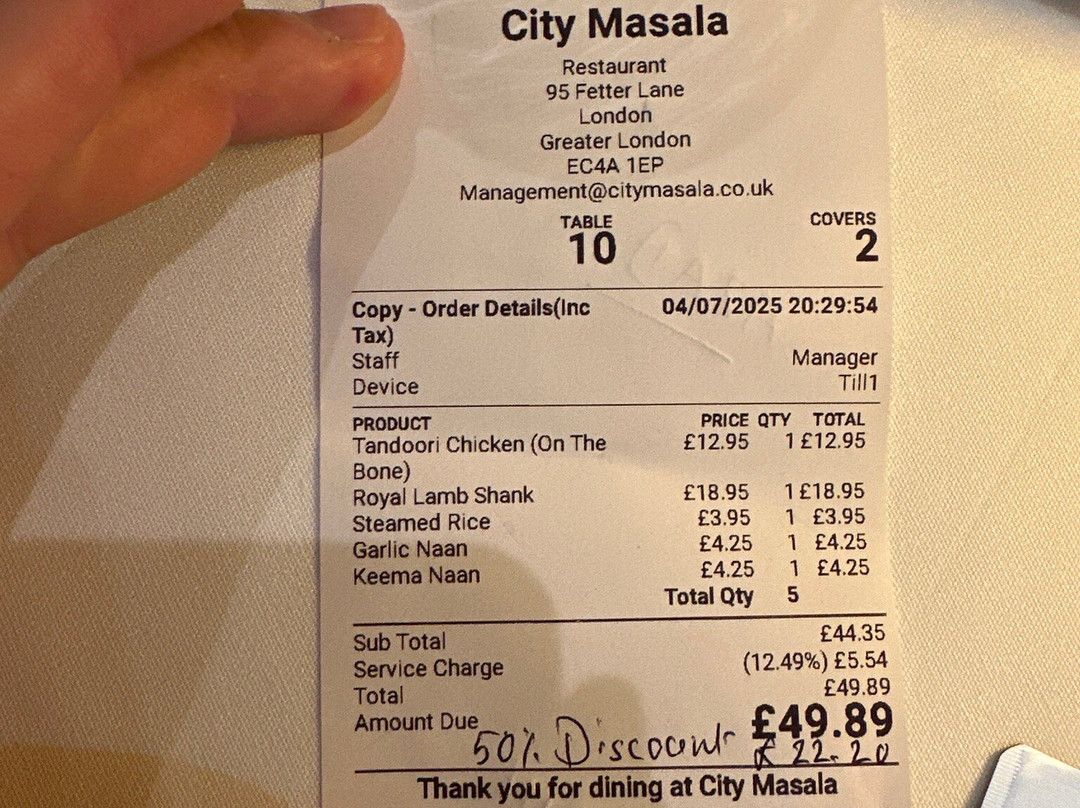 City Masala
Restaurant
95 Fetter Lane
London
Greater London
EC4A 1EP
Management@citymasala.co.uk
TABLE COVERS
10 2
Copy - Order Details(Inc 04/07/2025 20:29:54
Tax)
Staff Manager
Device Till1
PRODUCT PRICE QTY TOTAL
Tandoori Chicken (On The £12.95 1 £12.95
Bone)
Royal Lamb Shank £18.95 1 £18.95
Steamed Rice £3.95 1 £3.95
Garlic Naan £4.25 1 £4.25
Keema Naan £4.25 1 £4.25
Total Qty 5
Sub Total £44.35
Service Charge (12.49%) £5.54
Total £49.89
Amount Due £49.89
50% Discount £ 22.20
Thank you for dining at City Masala